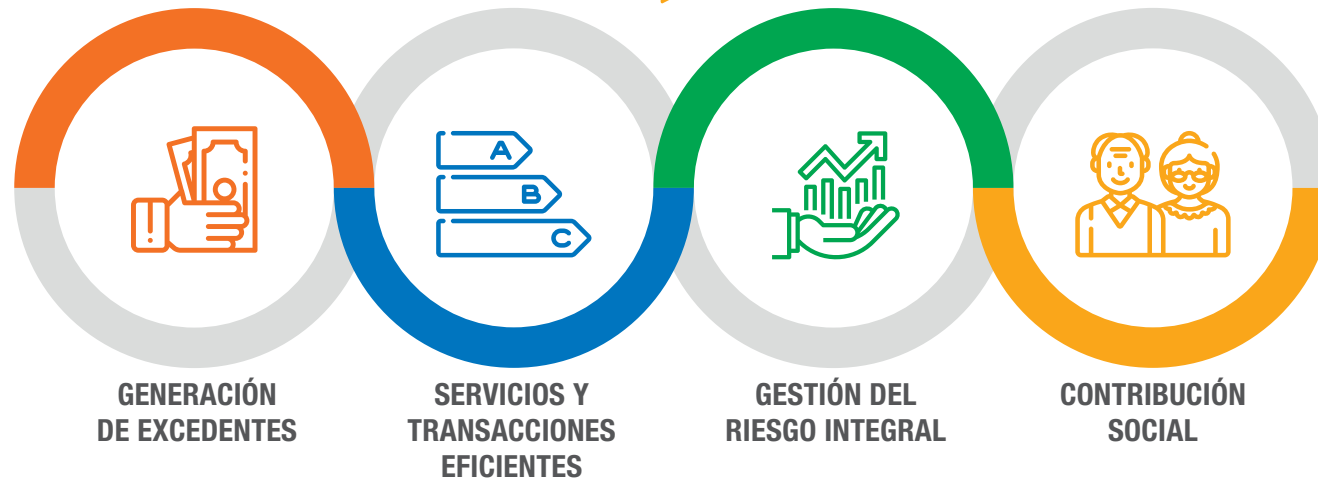 A
B
C
GENERACIÓN
DE EXCEDENTES
SERVICIOS Y
TRANSACCIONES
EFICIENTES
GESTIÓN DEL
RIESGO INTEGRAL
CONTRIBUCIÓN
SOCIAL